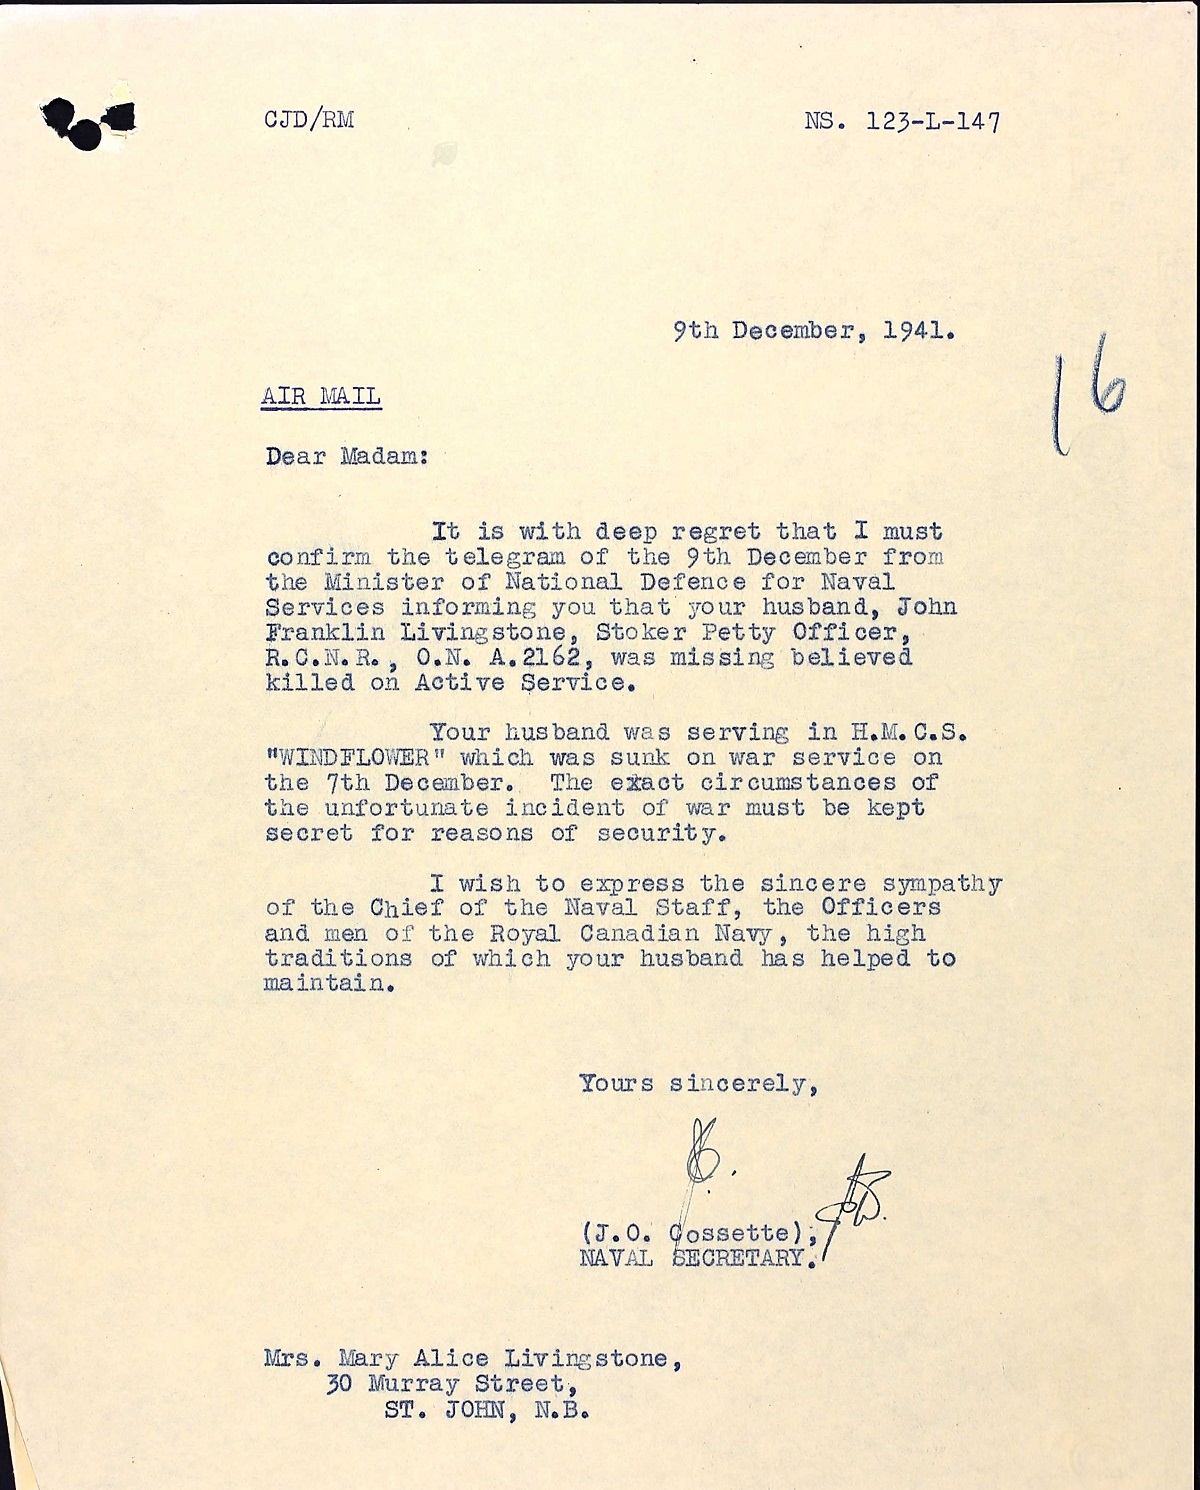 CJD/RM NS. 123-L-147
9th December, 1941.
16
AIR MAIL
Dear Madam:
It is with deep regret that I must
confirm the telegram of the 9th December from
the Minister of National Defence for Naval
Services informing you that your husband, John
Franklin Livingstone, Stoker Petty Officer,
R.C.N.R., O.N. A.2162, was missing believed
killed on Active Service.
Your husband was serving in H.M.C.S.
"WINDFLOWER" which was sunk on war service on
the 7th December. The exact circumstances of
the unfortunate incident of war must be kept
secret for reasons of security.
I wish to express the sincere sympathy
of the Chief of the Naval Staff, the Officers
and men of the Royal Canadian Navy, the high
traditions of which your husband has helped to
maintain.
Yours sincerely,
(J.O. Cossette),
NAVAL SECRETARY.
Mrs. Mary Alice Livingstone,
30 Murray Street,
ST. JOHN, N.B.